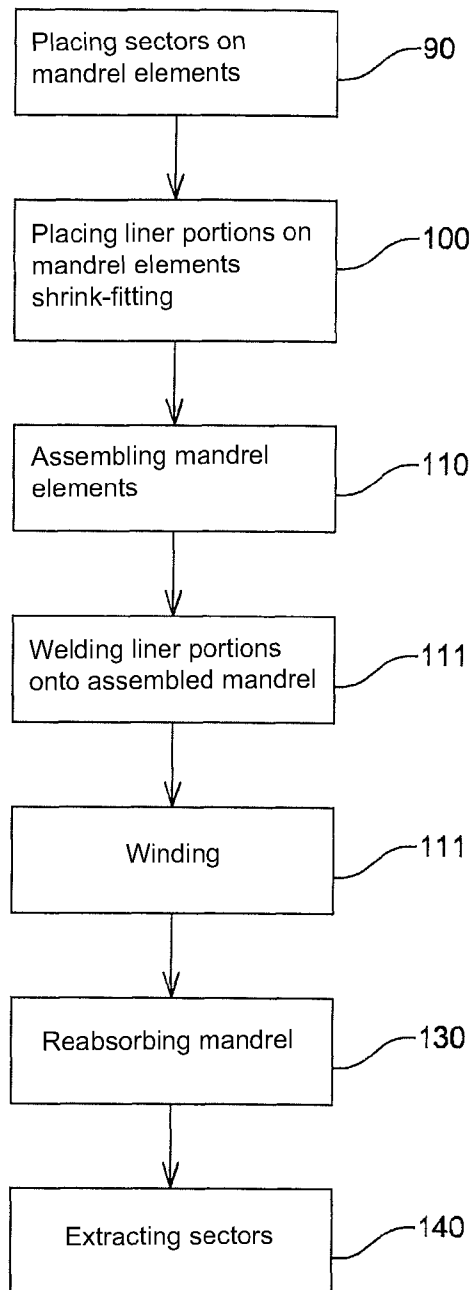 Placing sectors on
mandrel elements
90
Placing liner portions on
mandrel elements
shrink-fitting
100
Assembling mandrel
elements
110
Welding liner portions
onto assembled mandrel
111
Winding
111
Reabsorbing mandrel
130
Extracting sectors
140